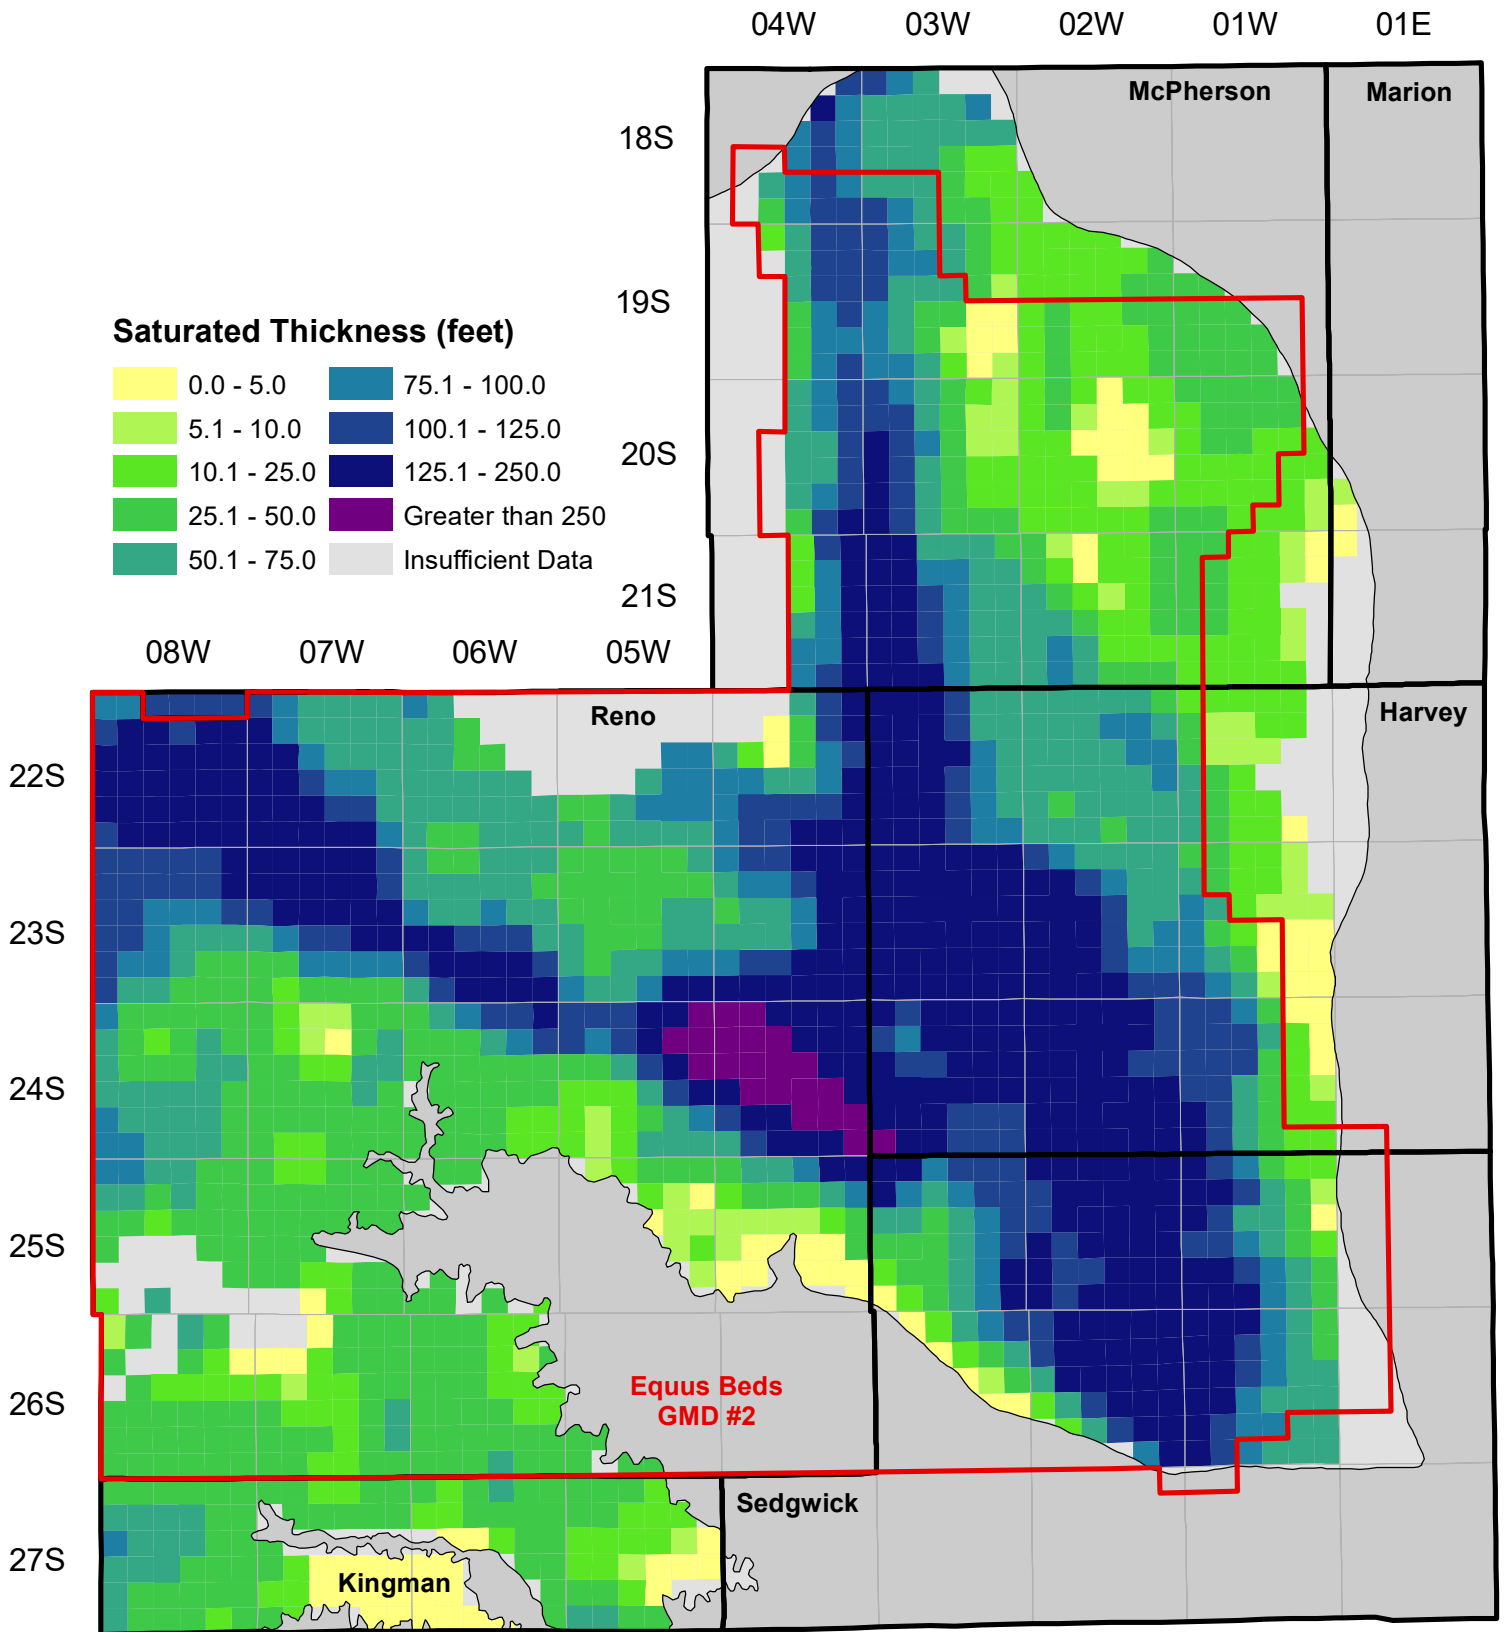 04W 03W 02W 01W 01E
McPherson Marion
18S
19S
Saturated Thickness (feet)
0.0 - 5.0 75.1 - 100.0
5.1 - 10.0 100.1 - 125.0
10.1 - 25.0 125.1 - 250.0
25.1 - 50.0 Greater than 250
50.1 - 75.0 Insufficient Data
20S
21S
08W 07W 06W 05W
Reno Harvey
22S
23S
24S
25S
Equus Beds
GMD #2
26S
Sedgwick
27S
Kingman